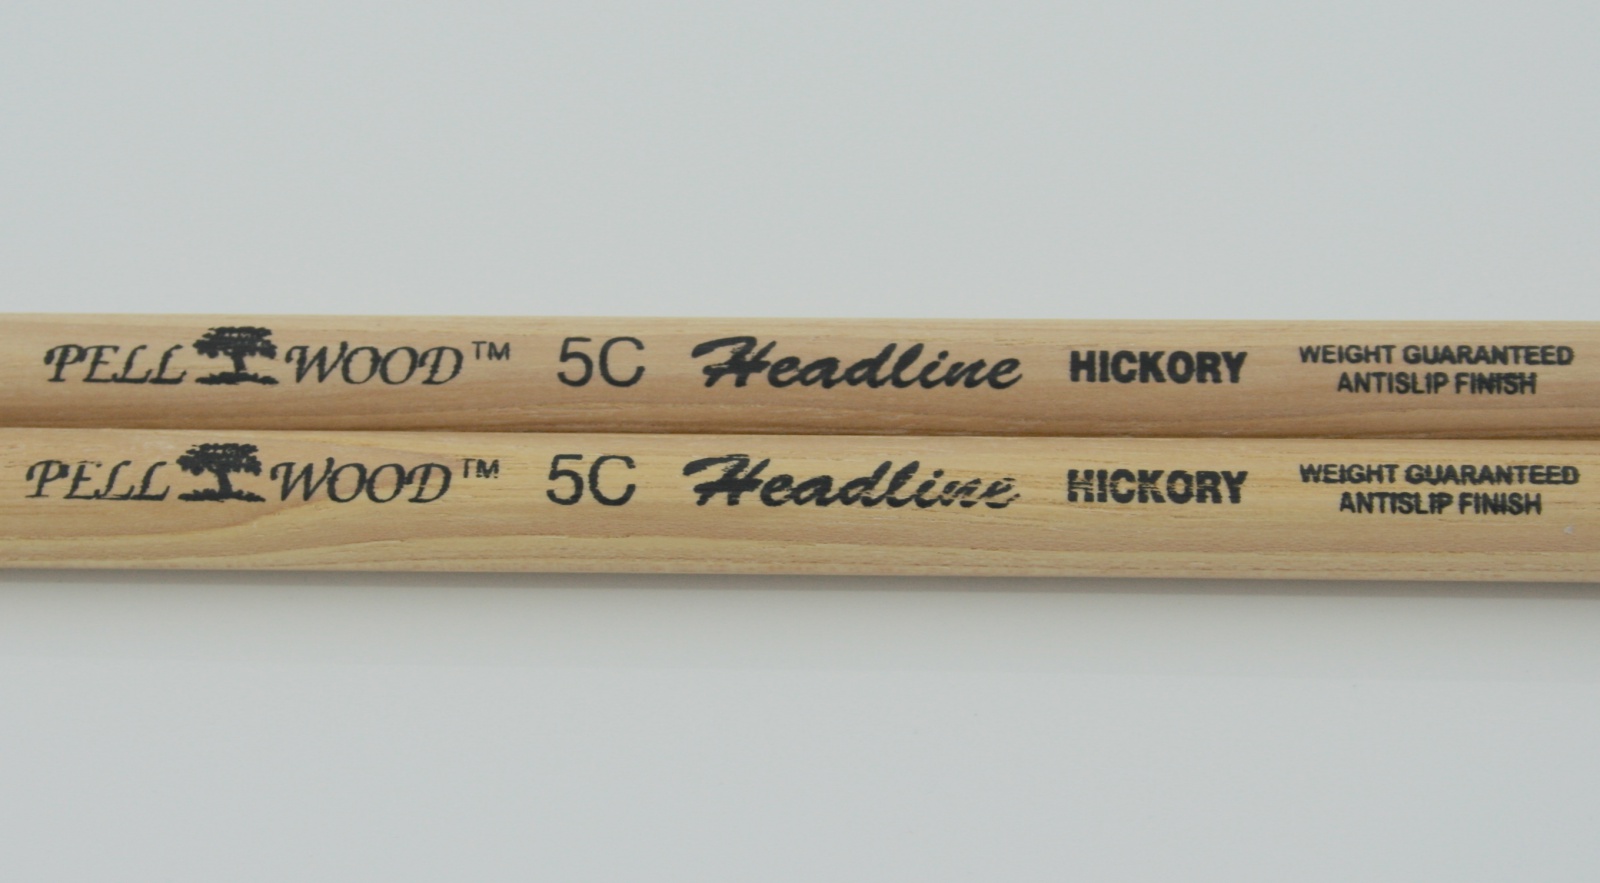 PELL WOOD™ 5C Headline HICKORY WEIGHT GUARANTEED
ANTISLIP FINISH
PELL WOOD™ 5C Headline HICKORY WEIGHT GUARANTEED
ANTISLIP FINISH